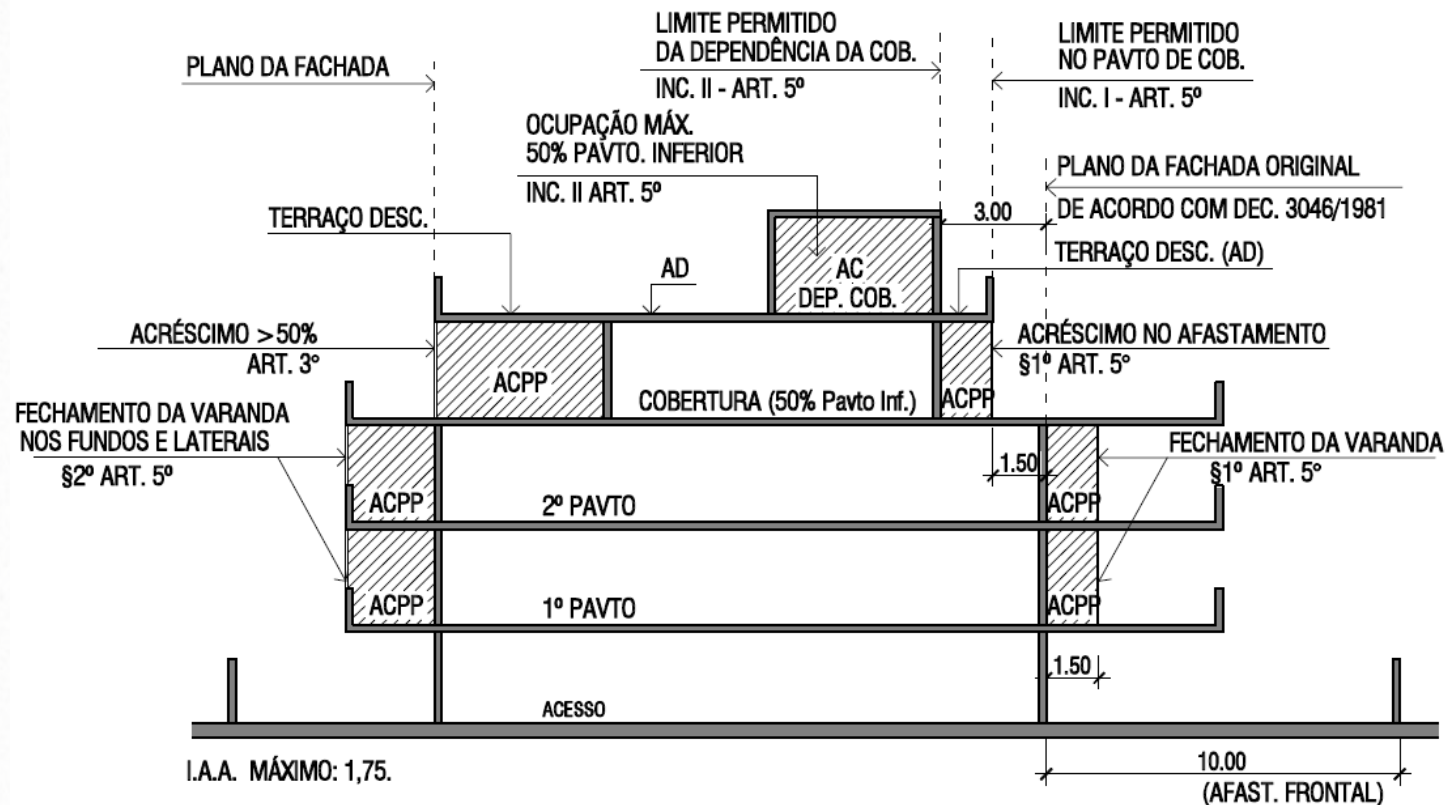 LIMITE PERMITIDO
DA DEPENDÊNCIA DA COB.
INC. II - ART. 5º
LIMITE PERMITIDO
NO PAVTO DE COB.
INC. I - ART. 5º
PLANO DA FACHADA
OCUPAÇÃO MÁX.
50% PAVTO. INFERIOR
INC. II ART. 5º
PLANO DA FACHADA ORIGINAL
DE ACORDO COM DEC. 3046/1981
3.00
TERRAÇO DESC.
TERRAÇO DESC. (AD)
AD
AC
DEP. COB.
ACRÉSCIMO >50%
ART. 3°
ACRÉSCIMO NO AFASTAMENTO
§1º ART. 5°
ACPP
COBERTURA (50% Pavto Inf.)
ACPP
FECHAMENTO DA VARANDA
NOS FUNDOS E LATERAIS
§2º ART. 5º
FECHAMENTO DA VARANDA
§1º ART. 5°
1.50
ACPP
2º PAVTO
ACPP
ACPP
1º PAVTO
ACPP
1.50
ACESSO
I.A.A. MÁXIMO: 1,75.
10.00
(AFAST. FRONTAL)